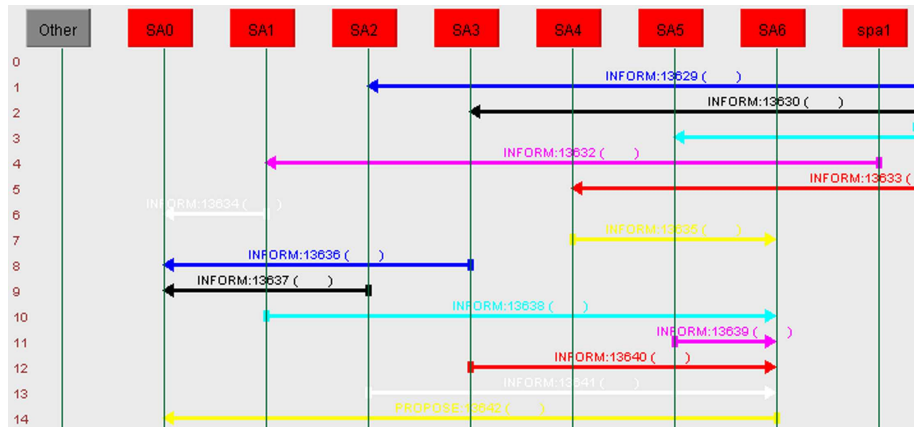 Other SA0 SA1 SA2 SA3 SA4 SA5 SA6 spa1
0
1 INFORM:13629 ( )
2 INFORM:13630 ( )
3
4 INFORM:13632 ( )
5 INFORM:13633 (
6 INFORM:13634 ( )
7 INFORM:13635 ( )
8 INFORM:13636 ( )
9 INFORM:13637 ( )
10 INFORM:13638 ( )
11 INFORM:13639 ( )
12 INFORM:13640 ( )
13 INFORM:13641 ( )
14 PROPOSE:13642 ( )